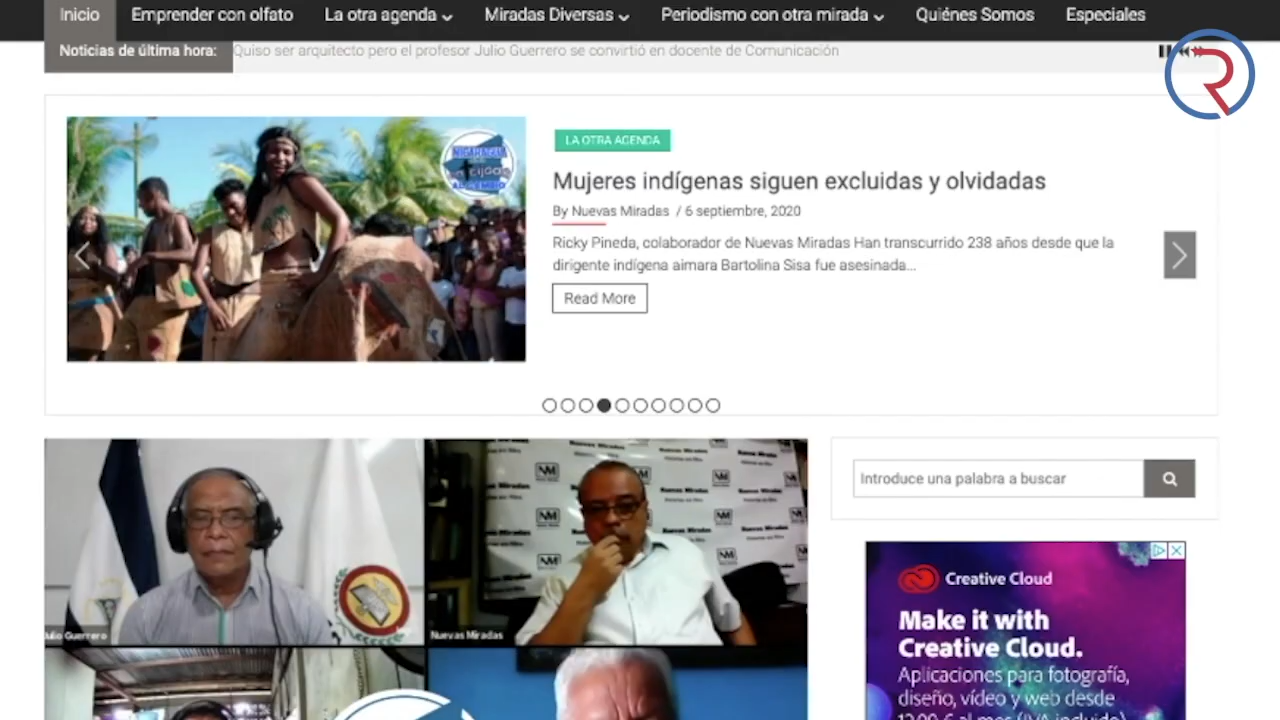 Inicio
Emprender con olfato
La otra agenda
Miradas Diversas
Periodismo con otra mirada
Quiénes Somos
Especiales
Noticias de última hora:
Quiso ser arquitecto pero el profesor Julio Guerrero se convirtió en docente de Comunicación
R
NICARAGUA
AL CAMBIO
LA OTRA AGENDA
Mujeres indígenas siguen excluidas y olvidadas
By Nuevas Miradas / 6 septiembre, 2020
Ricky Pineda, colaborador de Nuevas Miradas Han transcurrido 238 años desde que la
dirigente indígena aimara Bartolina Sisa fue asesinada...
Read More
Julio Guerrero
Nuevas Miradas
NM
Introduce una palabra a buscar
Creative Cloud
Make it with
Creative Cloud.
Aplicaciones para fotografía,
diseño, vídeo y web desde